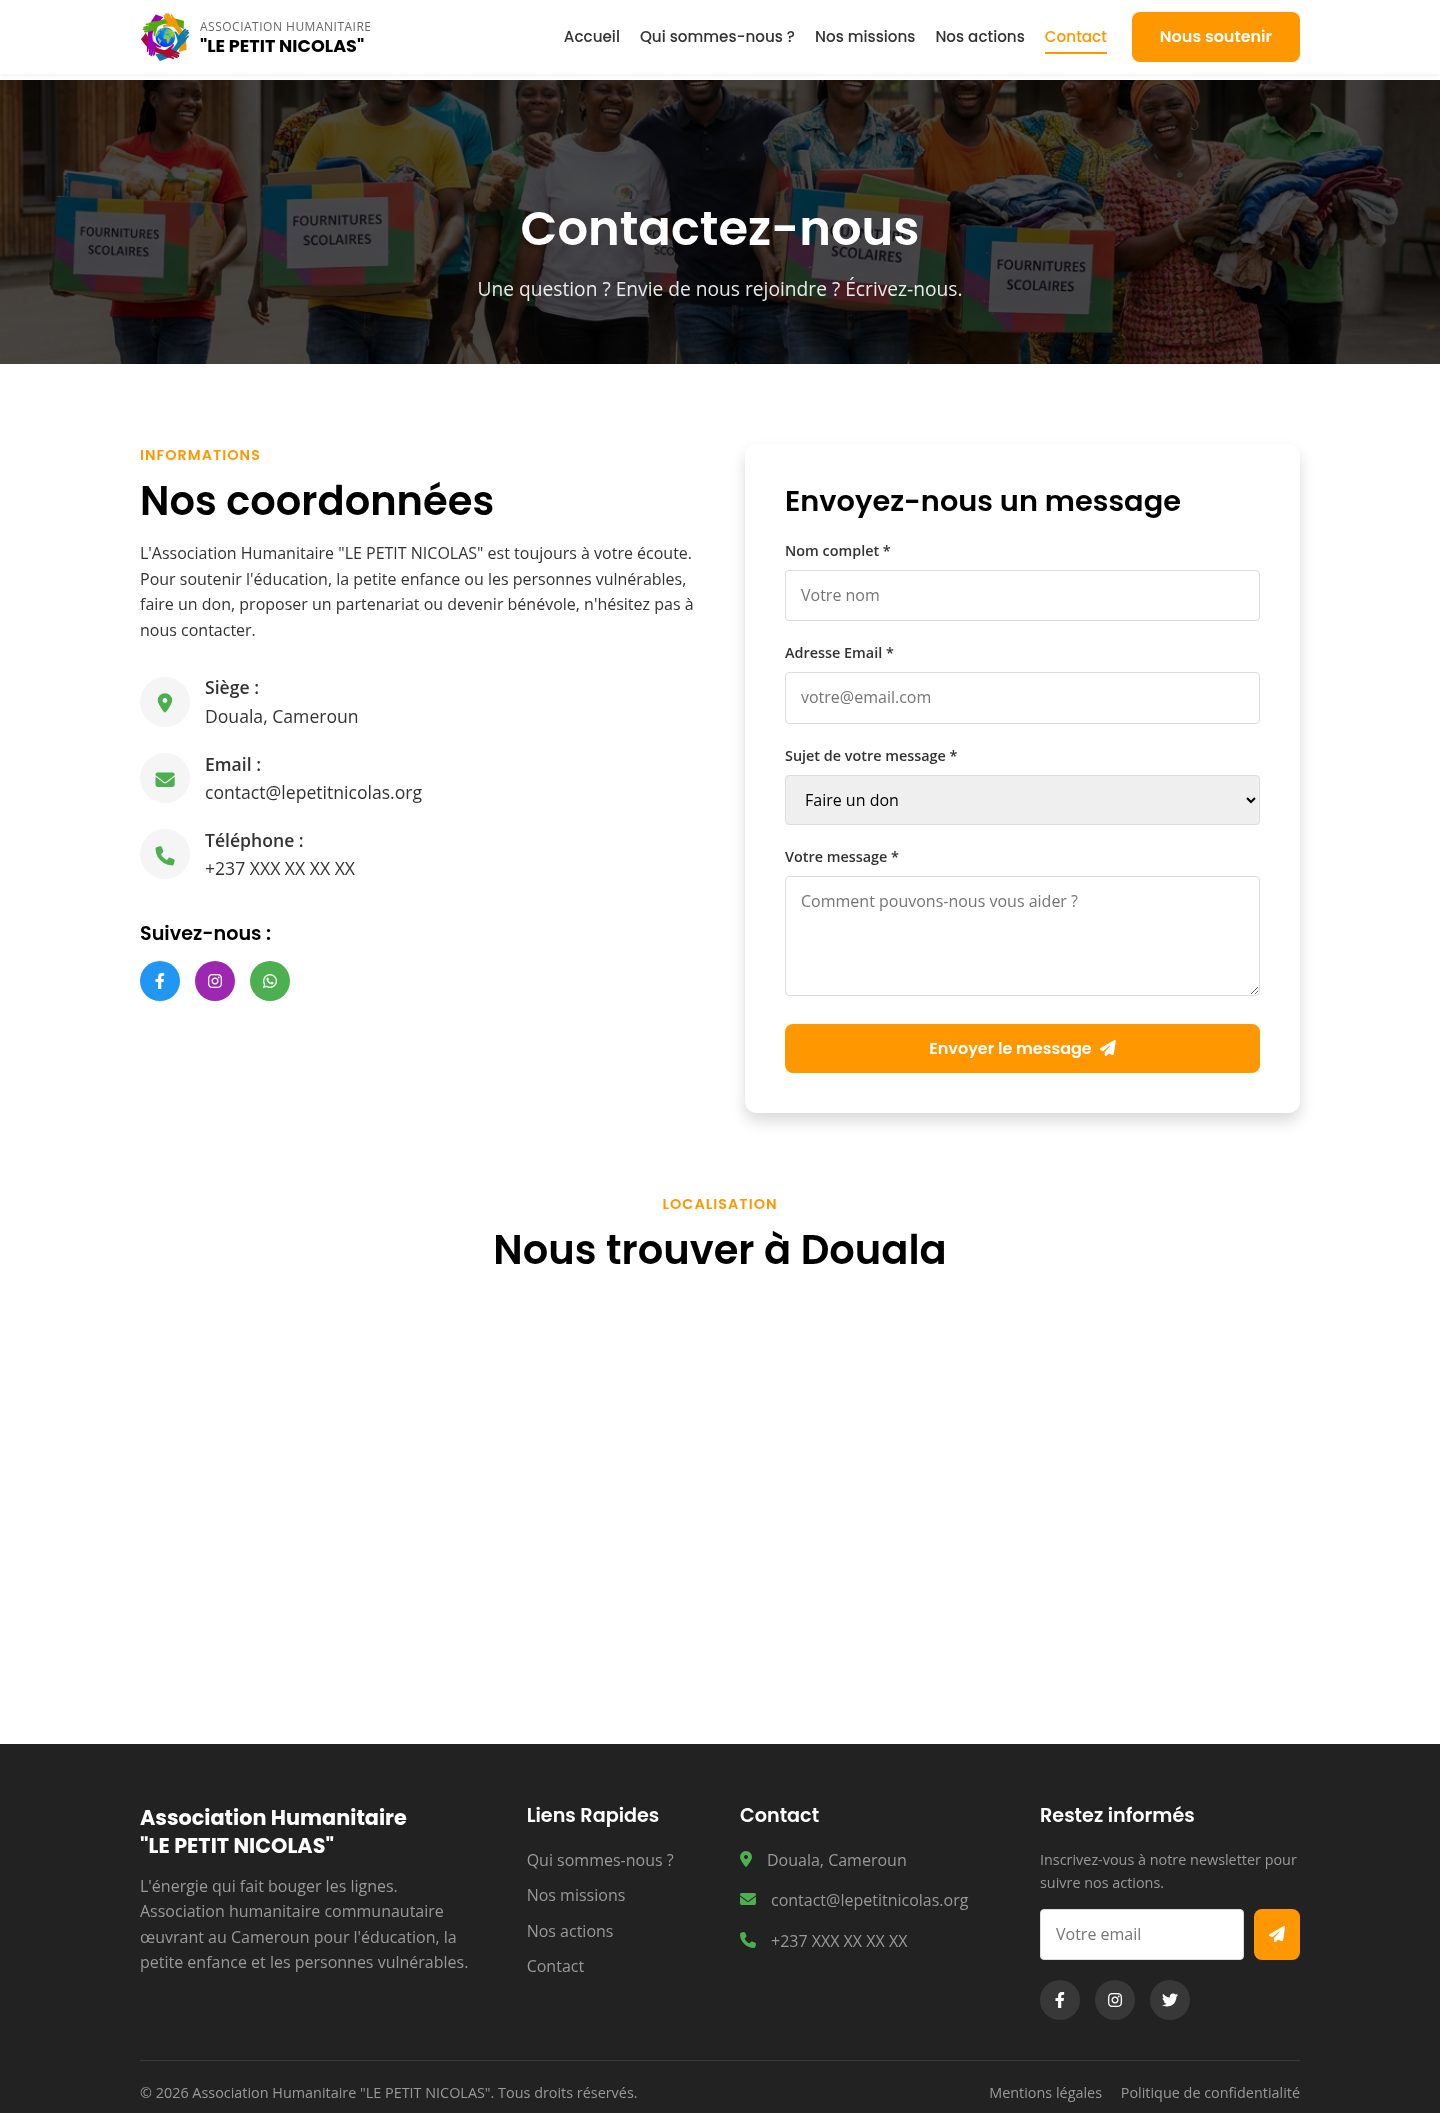 ASSOCIATION HUMANITAIRE
"LE PETIT NICOLAS"
Accueil
Qui sommes-nous ?
Nos missions
Nos actions
Contact
Nous soutenir
FOURNITURES
SCOLAIRES
FOURNITURES
SCOLAIRES
FOURNITURES
SCOLAIRES
Contactez-nous
Une question ? Envie de nous rejoindre ? Écrivez-nous.
INFORMATIONS
Nos coordonnées
L'Association Humanitaire "LE PETIT NICOLAS" est toujours à votre écoute.
Pour soutenir l'éducation, la petite enfance ou les personnes vulnérables,
faire un don, proposer un partenariat ou devenir bénévole, n'hésitez pas à
nous contacter.
Siège :
Douala, Cameroun
Email :
contact@lepetitnicolas.org
Téléphone :
+237 XXX XX XX XX
Suivez-nous :
Envoyez-nous un message
Nom complet *
Votre nom
Adresse Email *
votre@email.com
Sujet de votre message *
Faire un don
Votre message *
Comment pouvons-nous vous aider ?
Envoyer le message
LOCALISATION
Nous trouver à Douala
Association Humanitaire
"LE PETIT NICOLAS"
L'énergie qui fait bouger les lignes.
Association humanitaire communautaire
œuvrant au Cameroun pour l'éducation, la
petite enfance et les personnes vulnérables.
Liens Rapides
Qui sommes-nous ?
Nos missions
Nos actions
Contact
Contact
Douala, Cameroun
contact@lepetitnicolas.org
+237 XXX XX XX XX
Restez informés
Inscrivez-vous à notre newsletter pour
suivre nos actions.
Votre email
© 2026 Association Humanitaire "LE PETIT NICOLAS". Tous droits réservés.
Mentions légales
Politique de confidentialité